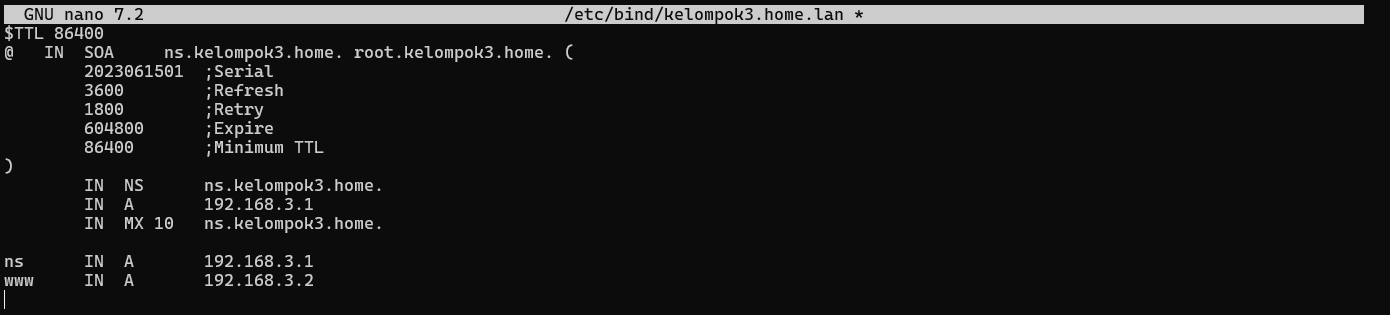 GNU nano 7.2 /etc/bind/kelompok3.home.lan *
$TTL 86400
@ IN SOA ns.kelompok3.home. root.kelompok3.home. (
2023061501 ;Serial
3600 ;Refresh
1800 ;Retry
604800 ;Expire
86400 ;Minimum TTL
)
IN NS ns.kelompok3.home.
IN A 192.168.3.1
IN MX 10 ns.kelompok3.home.
ns IN A 192.168.3.1
www IN A 192.168.3.2